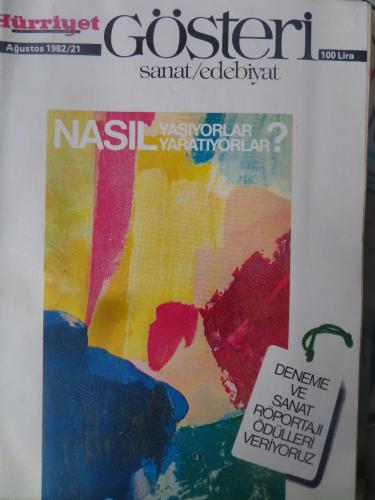 Hürriyet
Ağustos 1982/21
Gösteri
sanat/edebiyat
100 Lira
NASIL YAŞIYORLAR
YARATIYORLAR ?
DENEME
VE
SANAT
RÖPORTAJI
ÖDÜLLERİ
VERİYORUZ